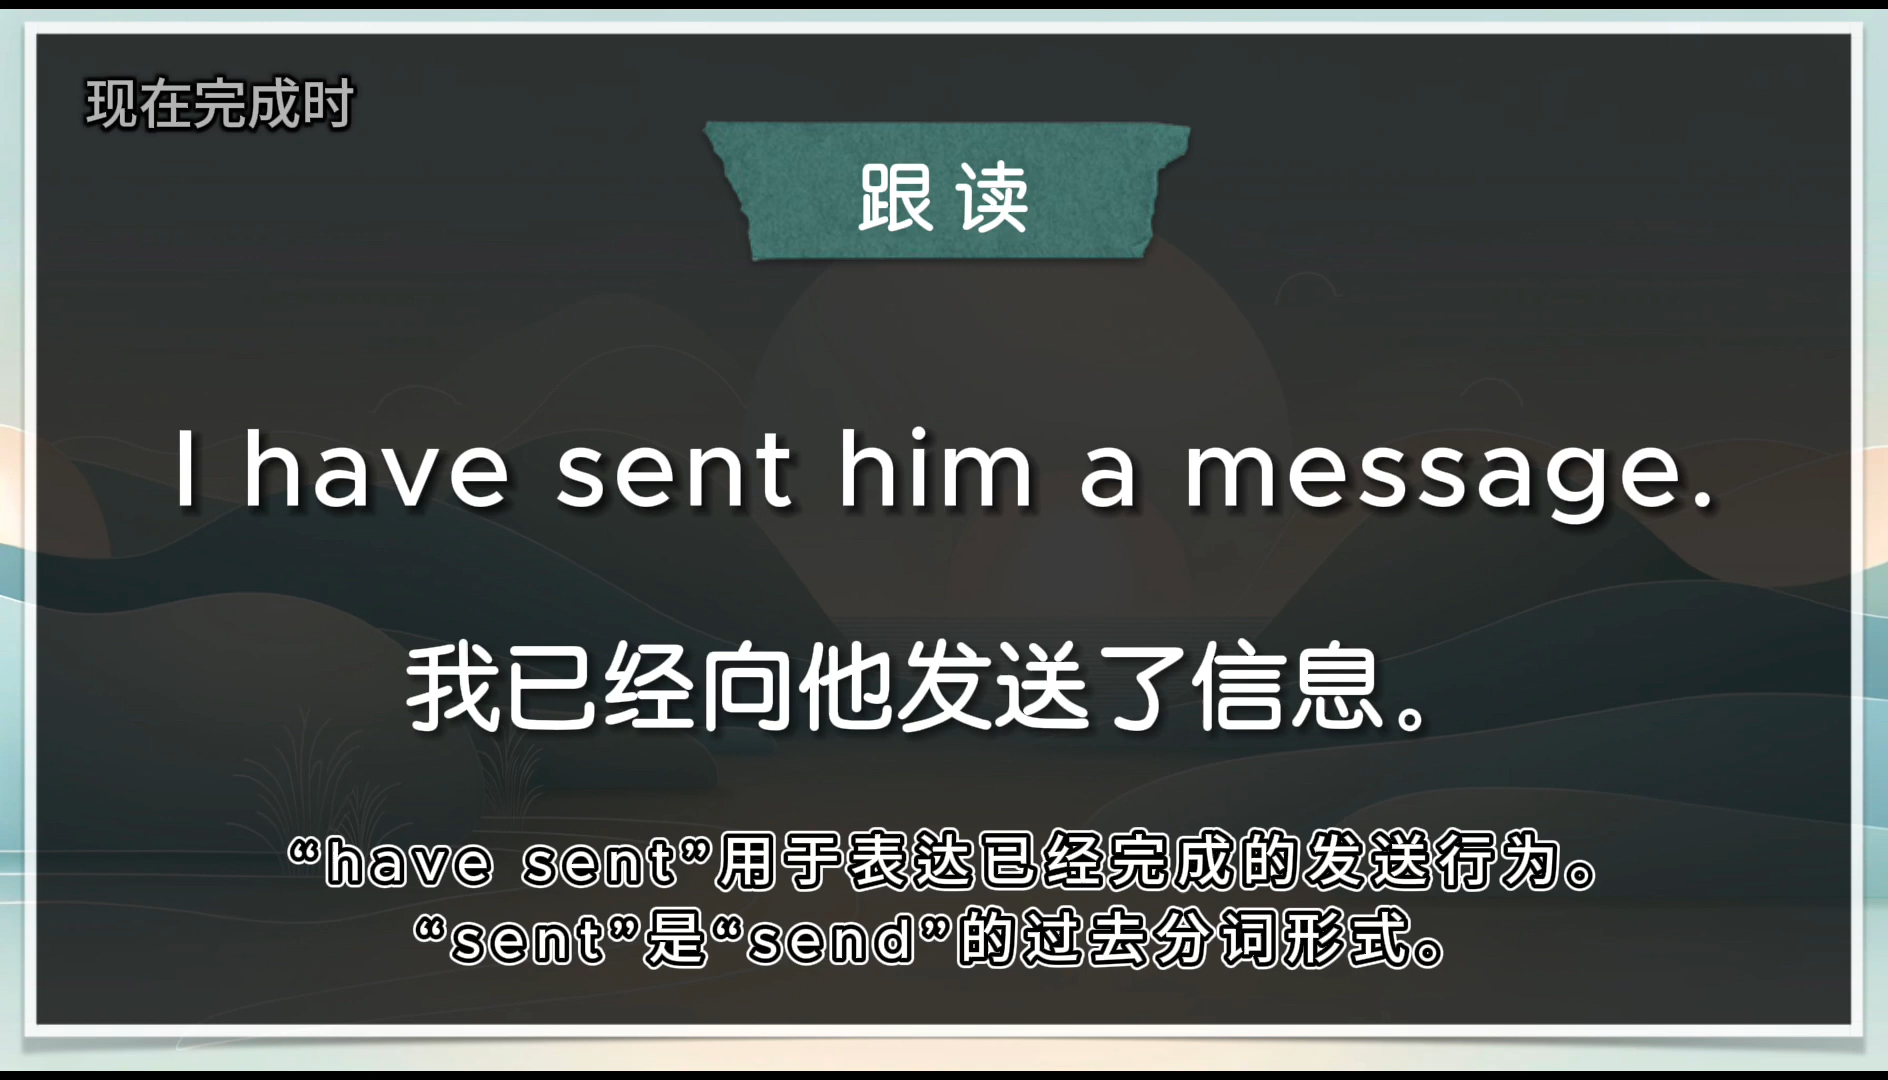 现在完成时
跟读
I have sent him a message.
我已经向他发送了信息。
“have sent”用于表达已经完成的发送行为。
“sent”是“send”的过去分词形式。